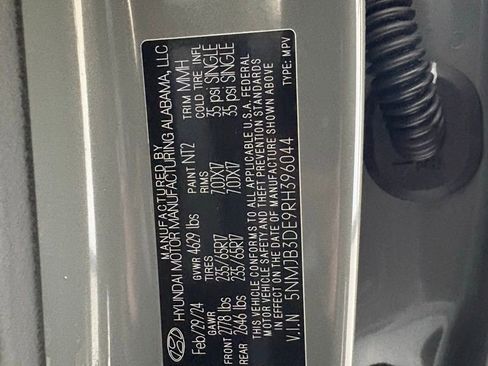 MANUFACTURED BY
HYUNDAI MOTOR MANUFACTURING ALABAMA, LLC
Feb/29/24 GVWR 4629 lbs PAINT NT2 TRIM MMH
GAWR TIRES RIMS COLD TIRE INFL
FRONT 2778 lbs 235/65R17 7.0JX17 35 psi SINGLE
REAR 2646 lbs 235/65R17 7.0JX17 35 psi SINGLE
THIS VEHICLE CONFORMS TO ALL APPLICABLE U.S.A. FEDERAL
MOTOR VEHICLE SAFETY AND THEFT PREVENTION STANDARDS
IN EFFECT ON THE DATE OF MANUFACTURE SHOWN ABOVE
V.I.N 5NMJB3DE9RH396044 TYPE: MPV